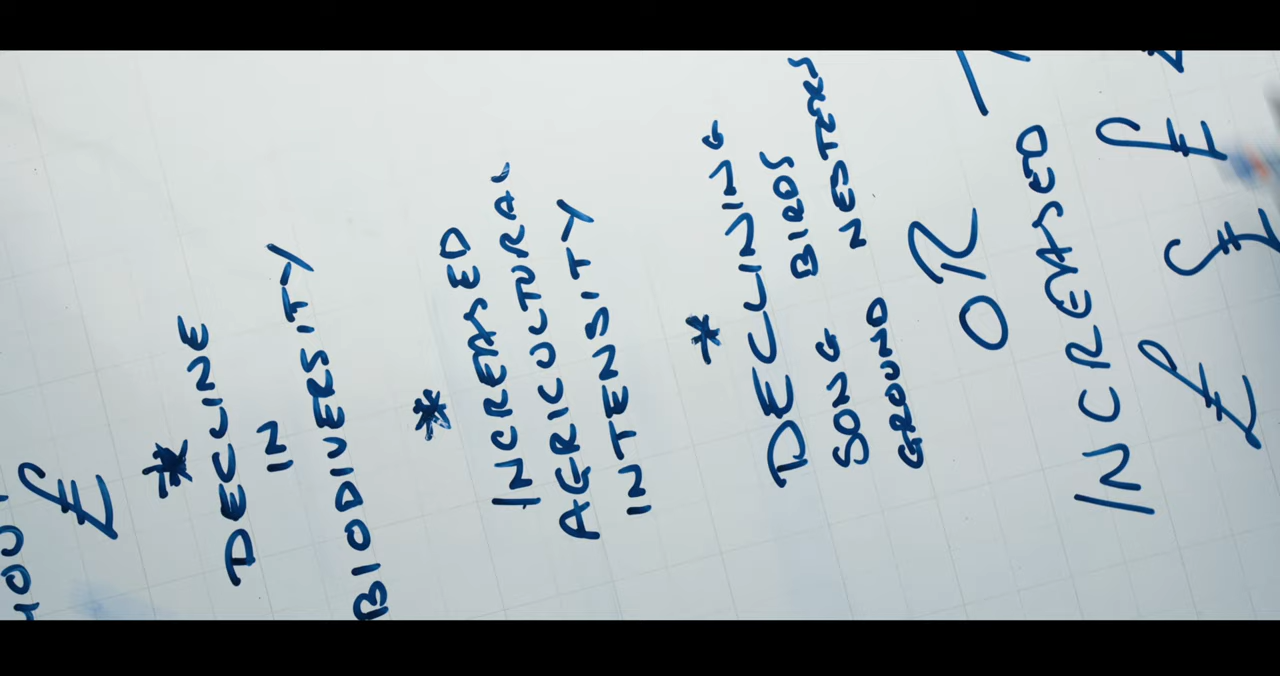 £
* DECLINE
IN
BIODIVERSITY
* INCREASED
AGRICULTURAL
INTENSITY
* DECLINING
SONG BIRDS
GROUND NESTERS
OR
INCREASED
£ £
£